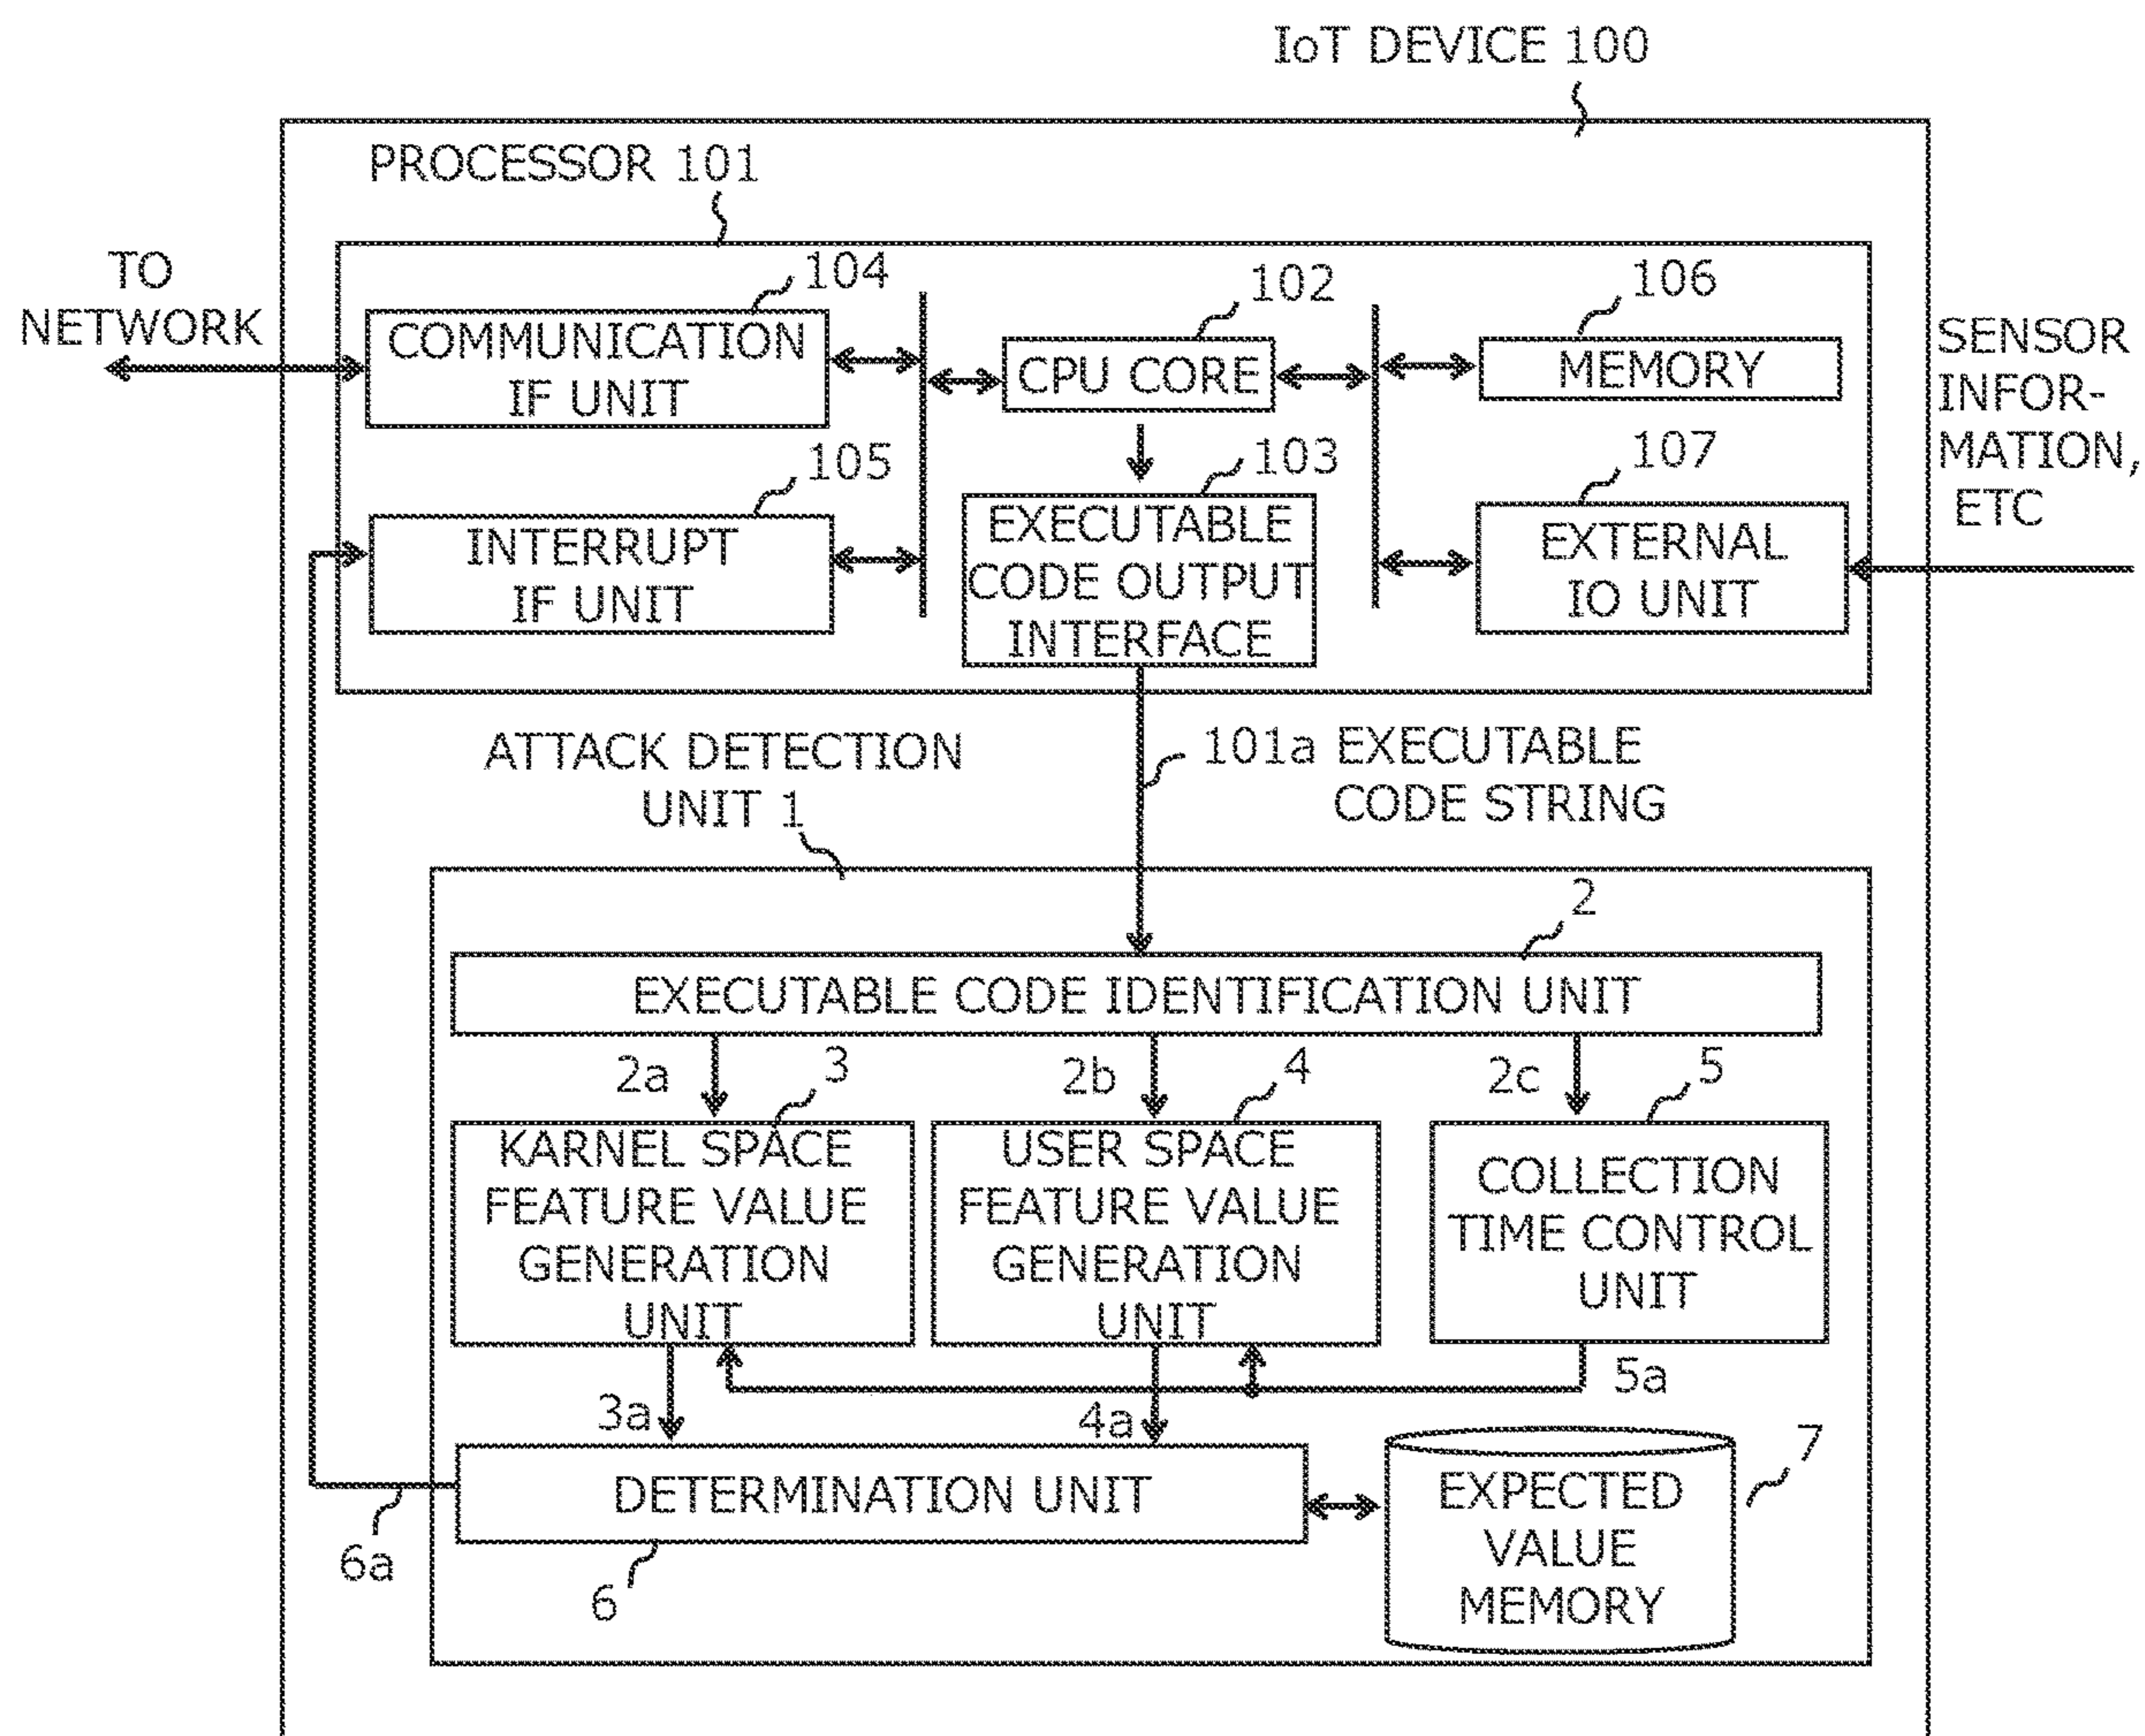 IoT DEVICE 100
PROCESSOR 101
TO
NETWORK
104
COMMUNICATION
IF UNIT
102
CPU CORE
106
MEMORY
SENSOR
INFOR-
MATION,
ETC
105
INTERRUPT
IF UNIT
103
EXECUTABLE
CODE OUTPUT
INTERFACE
107
EXTERNAL
IO UNIT
ATTACK DETECTION
UNIT 1
101a EXECUTABLE
CODE STRING
2
EXECUTABLE CODE IDENTIFICATION UNIT
2a
3
2b
4
2c
5
KARNEL SPACE
FEATURE VALUE
GENERATION
UNIT
USER SPACE
FEATURE VALUE
GENERATION
UNIT
COLLECTION
TIME CONTROL
UNIT
3a
4a
5a
DETERMINATION UNIT
6
6a
7
EXPECTED
VALUE
MEMORY